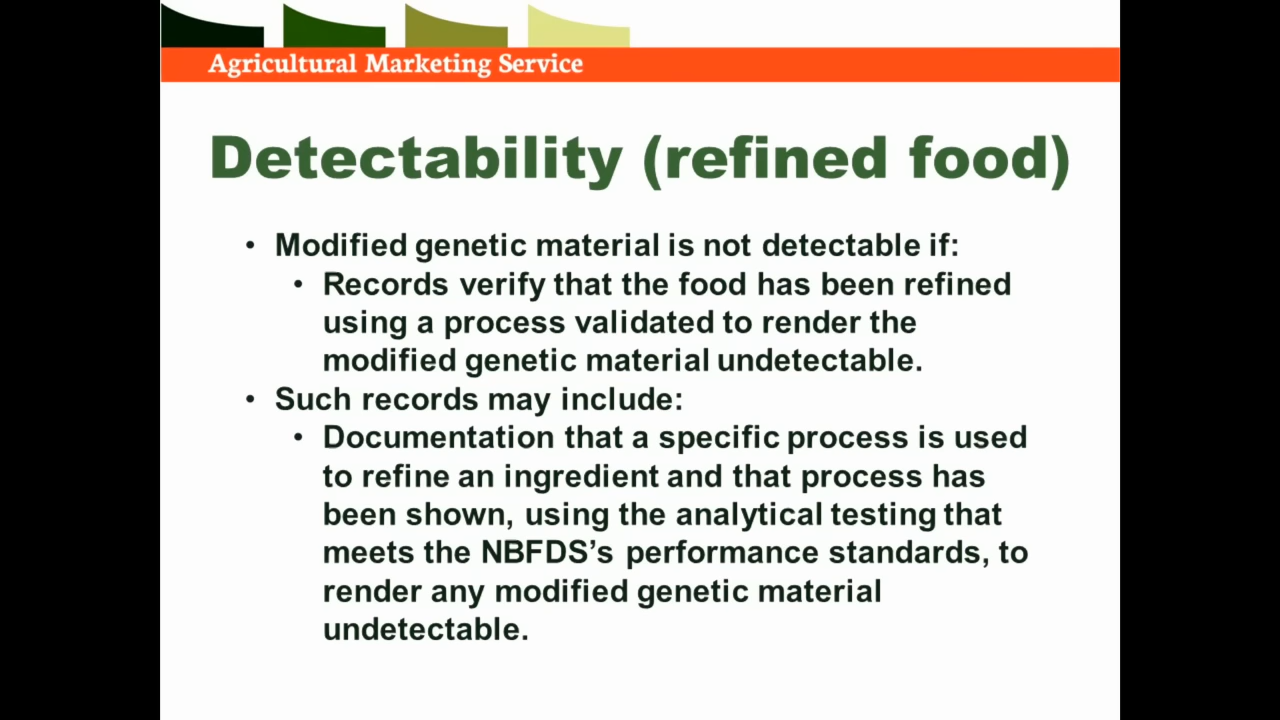 Agricultural Marketing Service
Detectability (refined food)
• Modified genetic material is not detectable if:
• Records verify that the food has been refined
using a process validated to render the
modified genetic material undetectable.
• Such records may include:
• Documentation that a specific process is used
to refine an ingredient and that process has
been shown, using the analytical testing that
meets the NBFDS’s performance standards, to
render any modified genetic material
undetectable.